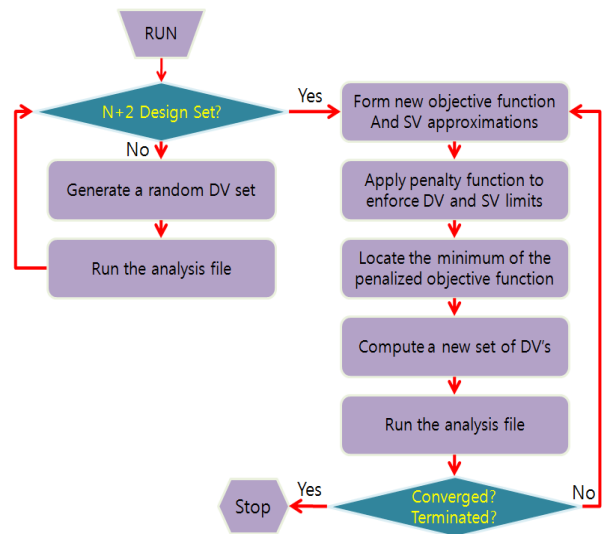 RUN
N+2 Design Set?
Yes
No
Generate a random DV set
Run the analysis file
Form new objective function
And SV approximations
Apply penalty function to
enforce DV and SV limits
Locate the minimum of the
penalized objective function
Compute a new set of DV's
Run the analysis file
Converged?
Terminated?
Yes
No
Stop